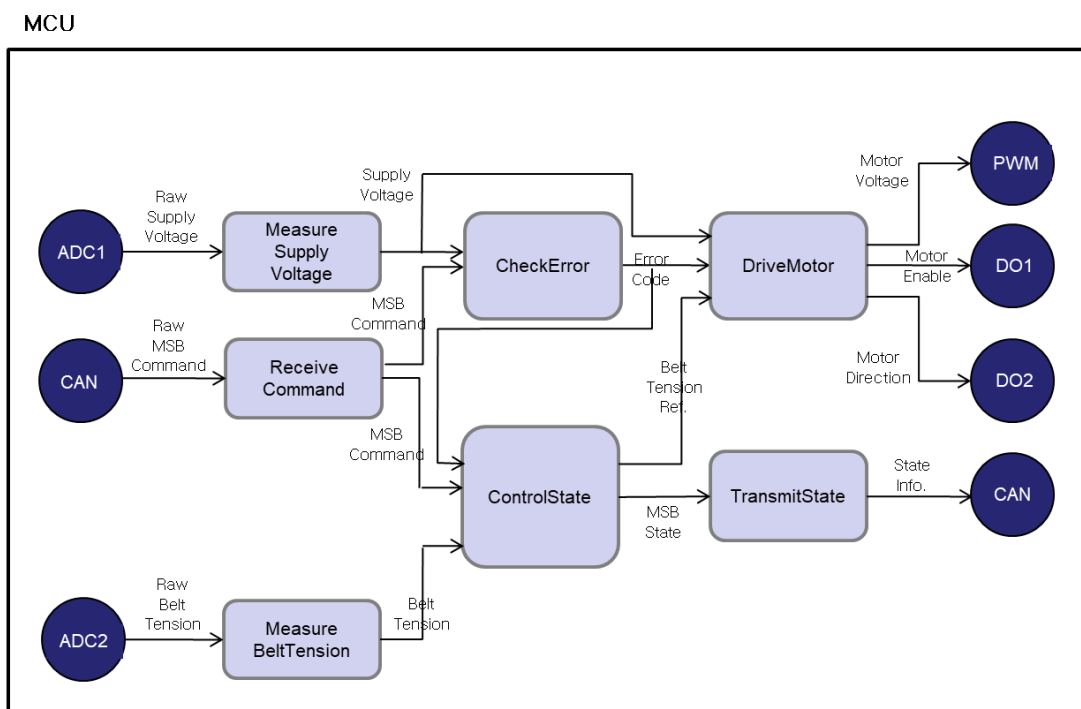 MCU
ADC1
Raw
Supply
Voltage
Measure
Supply
Voltage
Supply
Voltage
CheckError
Error
Code
DriveMotor
Motor
Voltage
PWM
Motor
Enable
DO1
Motor
Direction
DO2
CAN
Raw
MSB
Command
Receive
Command
MSB
Command
MSB
Command
Belt
Tension
Ref.
ControlState
MSB
State
TransmitState
State
Info.
CAN
ADC2
Raw
Belt
Tension
Measure
BeltTension
Belt
Tension